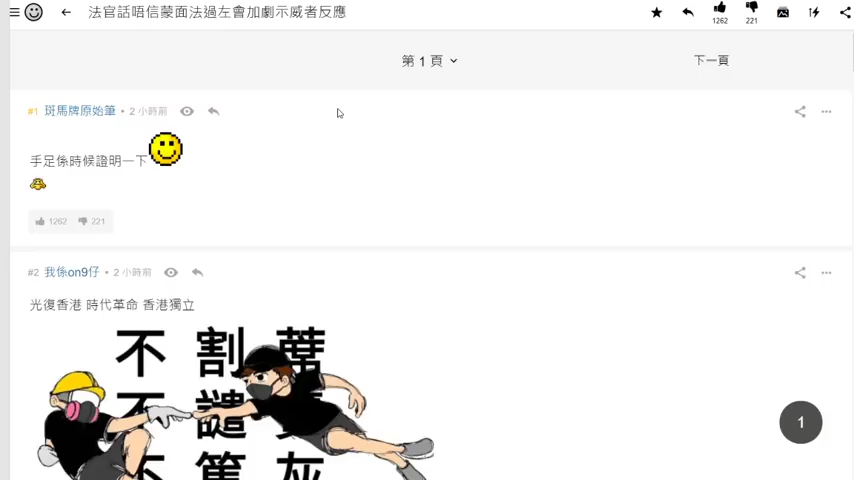 法官話唔信蒙面法過左會加劇示威者反應
1262
221
第 1 頁
下一頁
#1 斑馬牌原始筆 • 2 小時前
手足係時候證明一下
1262 221
#2 我係on9仔 • 2 小時前
光復香港 時代革命 香港獨立
不 割 蓆
不 譴
不 篤 灰
1